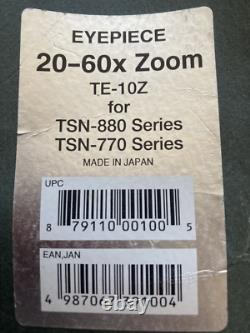 EYEPIECE
20-60x Zoom
TE-10Z
for
TSN-880 Series
TSN-770 Series
MADE IN JAPAN
UPC
8 79110 00100 5
EAN,JAN